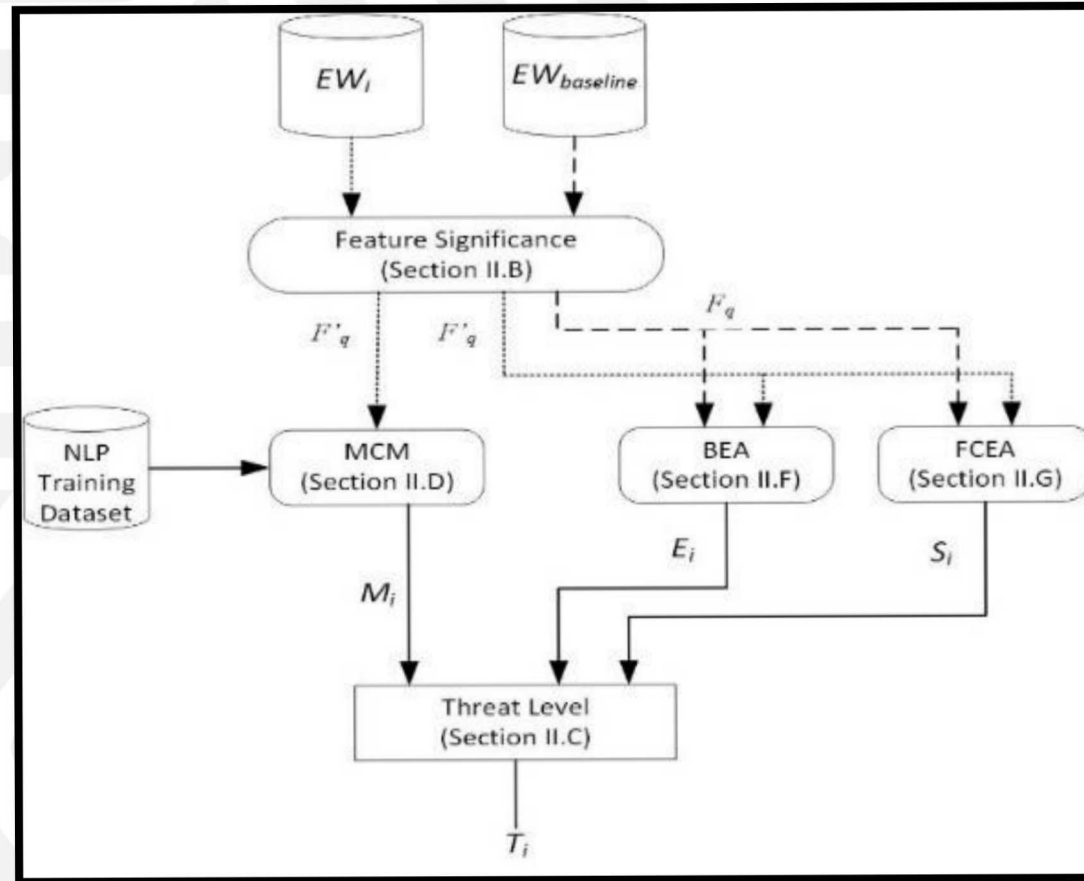 EWi
EWbaseline
Feature Significance
(Section II.B)
F'q
F'q
Fq
NLP
Training
Dataset
MCM
(Section II.D)
BEA
(Section II.F)
FCEA
(Section II.G)
Mi
Ei
Si
Threat Level
(Section II.C)
Ti